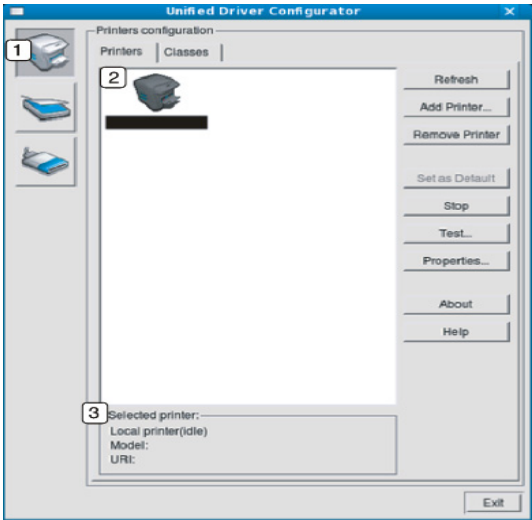 Unified Driver Configurator
Printers configuration
1
Printers
Classes
2
Refresh
Add Printer...
Remove Printer
Set as Default
Stop
Test...
Properties...
About
Help
3
Selected printer:
Local printer(idle)
Model:
URI:
Exit